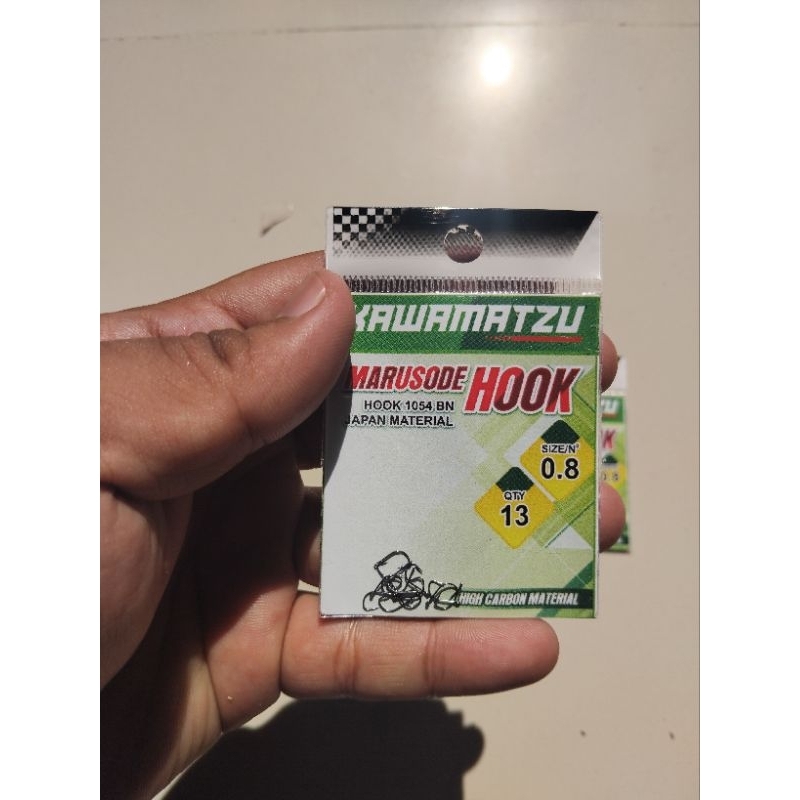 KAWAMATZU
MARUSODE HOOK
HOOK 1054 BN
JAPAN MATERIAL
SIZE/N°
0.8
QTY
13
HIGH CARBON MATERIAL